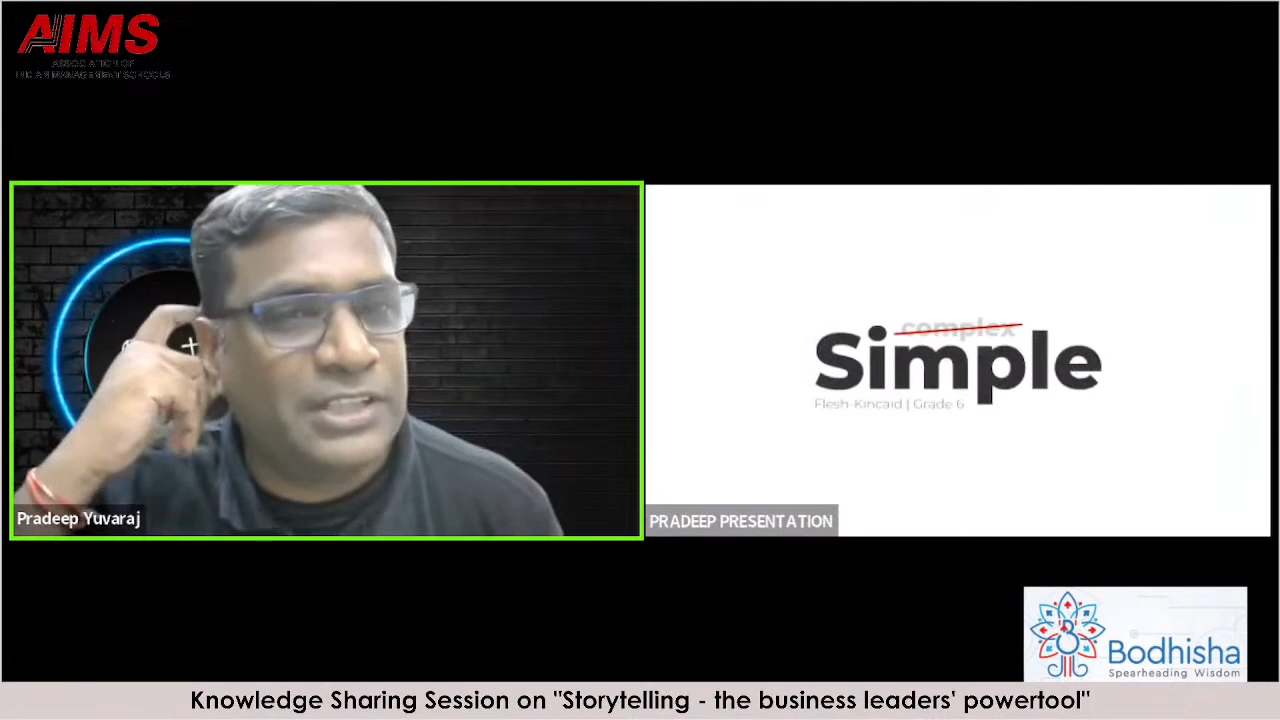 AIMS
ASSOCIATION OF
INDIAN MANAGEMENT SCHOOLS
complex
Simple
Flesh-Kincaid | Grade 6
Pradeep Yuvaraj
PRADEEP PRESENTATION
Bodhisha
Spearheading Wisdom
Knowledge Sharing Session on "Storytelling - the business leaders' powertool"